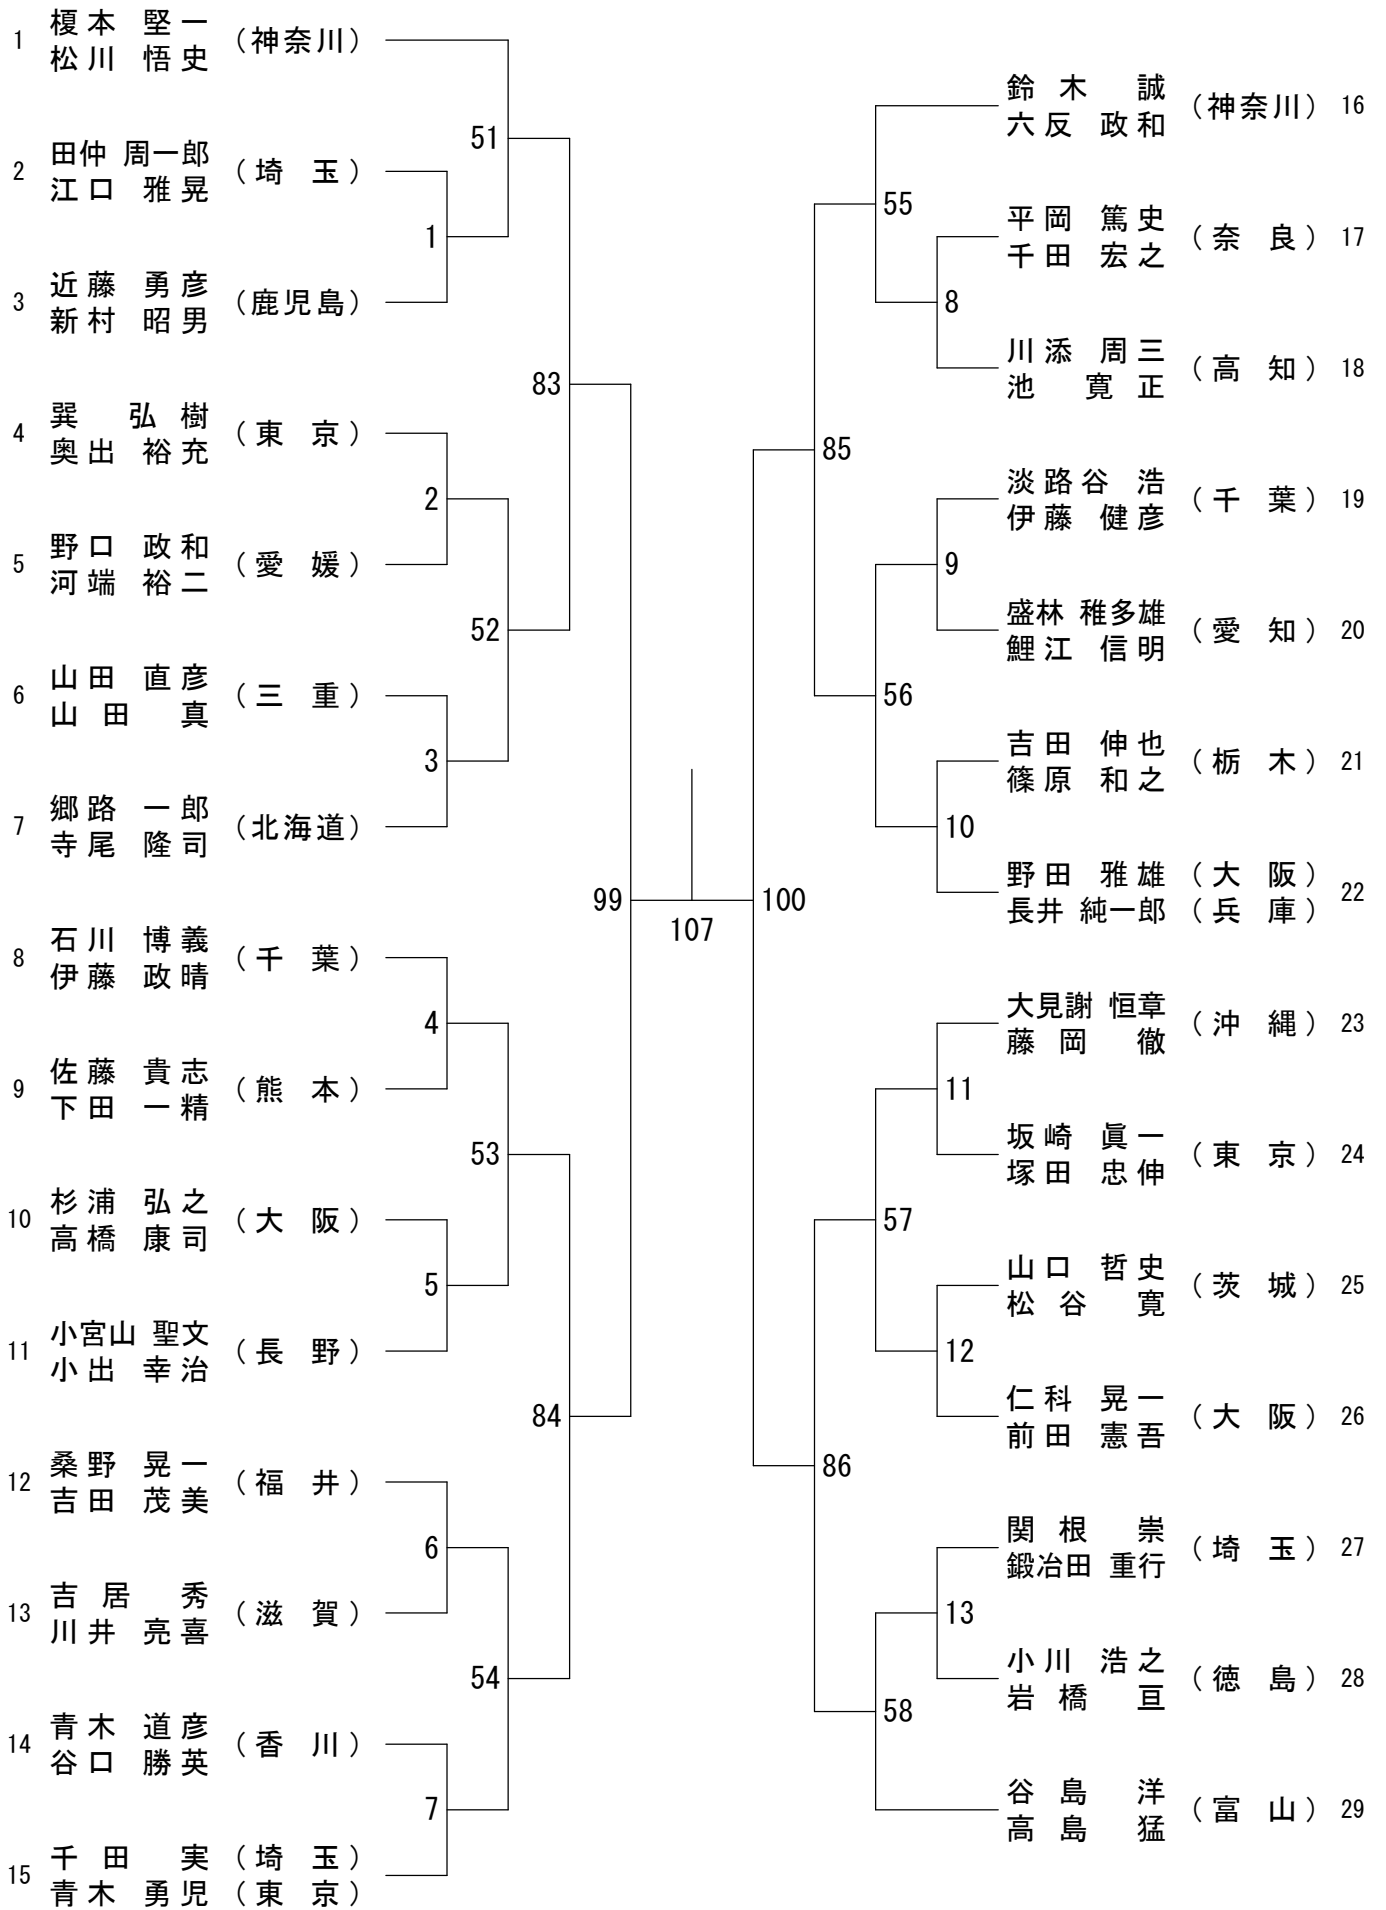 1 榎本 堅一 (神奈川)
松川 悟史
2 田仲 周一郎 (埼玉)
江口 雅晃
3 近藤 勇彦 (鹿児島)
新村 昭男
4 巽 弘樹 (東京)
奥出 裕充
5 野口 政和 (愛媛)
河端 裕二
6 山田 直彦 (三重)
山田 真
7 郷路 一郎 (北海道)
寺尾 隆司
8 石川 博義 (千葉)
伊藤 政晴
9 佐藤 貴志 (熊本)
下田 一精
10 杉浦 弘之 (大阪)
高橋 康司
11 小宮山 聖文 (長野)
小出 幸治
12 桑野 晃一 (福井)
吉田 茂美
13 吉居 秀 (滋賀)
川井 亮喜
14 青木 道彦 (香川)
谷口 勝英
15 千田 実 (埼玉)
青木 勇児 (東京)
1
2
3
4
5
6
7
51
52
53
54
83
84
99
107
100
85
86
55
56
57
58
8
9
10
11
12
13
鈴木 誠 (神奈川) 16
六反 政和
平岡 篤史 (奈良) 17
千田 宏之
川添 周三 (高知) 18
池 寛正
淡路谷 浩 (千葉) 19
伊藤 健彦
盛林 稚多雄 (愛知) 20
鯉江 信明
吉田 伸也 (栃木) 21
篠原 和之
野田 雅雄 (大阪) 22
長井 純一郎 (兵庫)
大見謝 恒章 (沖縄) 23
藤岡 徹
坂崎 眞一 (東京) 24
塚田 忠伸
山口 哲史 (茨城) 25
松谷 寛
仁科 晃一 (大阪) 26
前田 憲吾
関根 崇 (埼玉) 27
鍛冶田 重行
小川 浩之 (徳島) 28
岩橋 亘
谷島 洋 (富山) 29
高島 猛